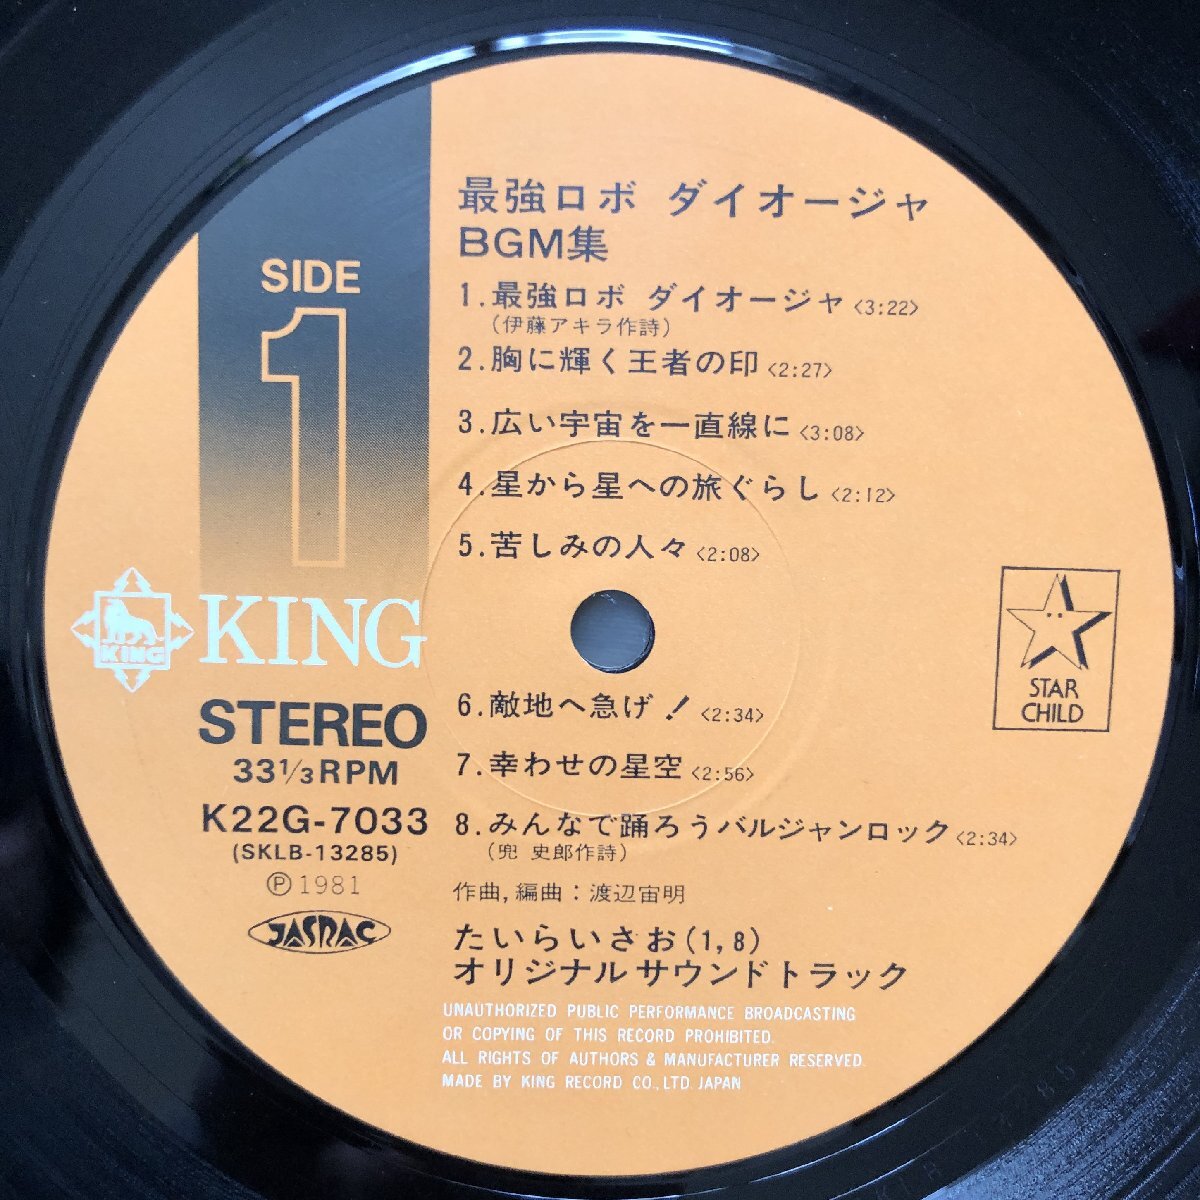 最強ロボ ダイオージャ
BGM集
SIDE
1
1.最強ロボ ダイオージャ<3:22>
(伊藤アキラ作詩)
2.胸に輝く王者の印<2:27>
3.広い宇宙を一直線に<3:08>
4.星から星への旅ぐらし<2:12>
5.苦しみの人々<2:08>
KING
KING
STAR
CHILD
STEREO
33 1/3 RPM
K22G-7033
(SKLB-13285)
℗1981
JASRAC
6.敵地へ急げ!<2:34>
7.幸わせの星空<2:56>
8.みんなで踊ろうバルジャンロック<2:34>
(兜 史郎作詩)
作曲,編曲:渡辺宙明
たいらいさお(1,8)
オリジナルサウンドトラック
UNAUTHORIZED PUBLIC PERFORMANCE BROADCASTING
OR COPYING OF THIS RECORD PROHIBITED.
ALL RIGHTS OF AUTHORS & MANUFACTURER RESERVED.
MADE BY KING RECORD CO., LTD. JAPAN